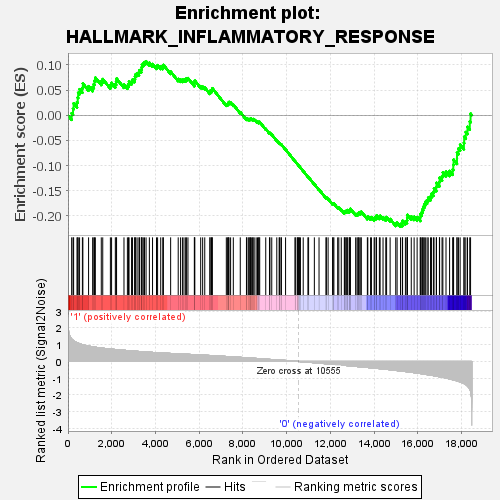 Enrichment plot:
HALLMARK_INFLAMMATORY_RESPONSE
Enrichment score (ES)
0.10
0.05
0.00
-0.05
-0.10
-0.15
-0.20
'1' (positively correlated)
Ranked list metric (Signal2Noise)
3
2
1
0
-1
-2
-3
-4
Zero cross at 10555
'0' (negatively correlated)
0
2,000
4,000
6,000
8,000
10,000
12,000
14,000
16,000
18,000
Rank in Ordered Dataset
Enrichment profile
Hits
Ranking metric scores